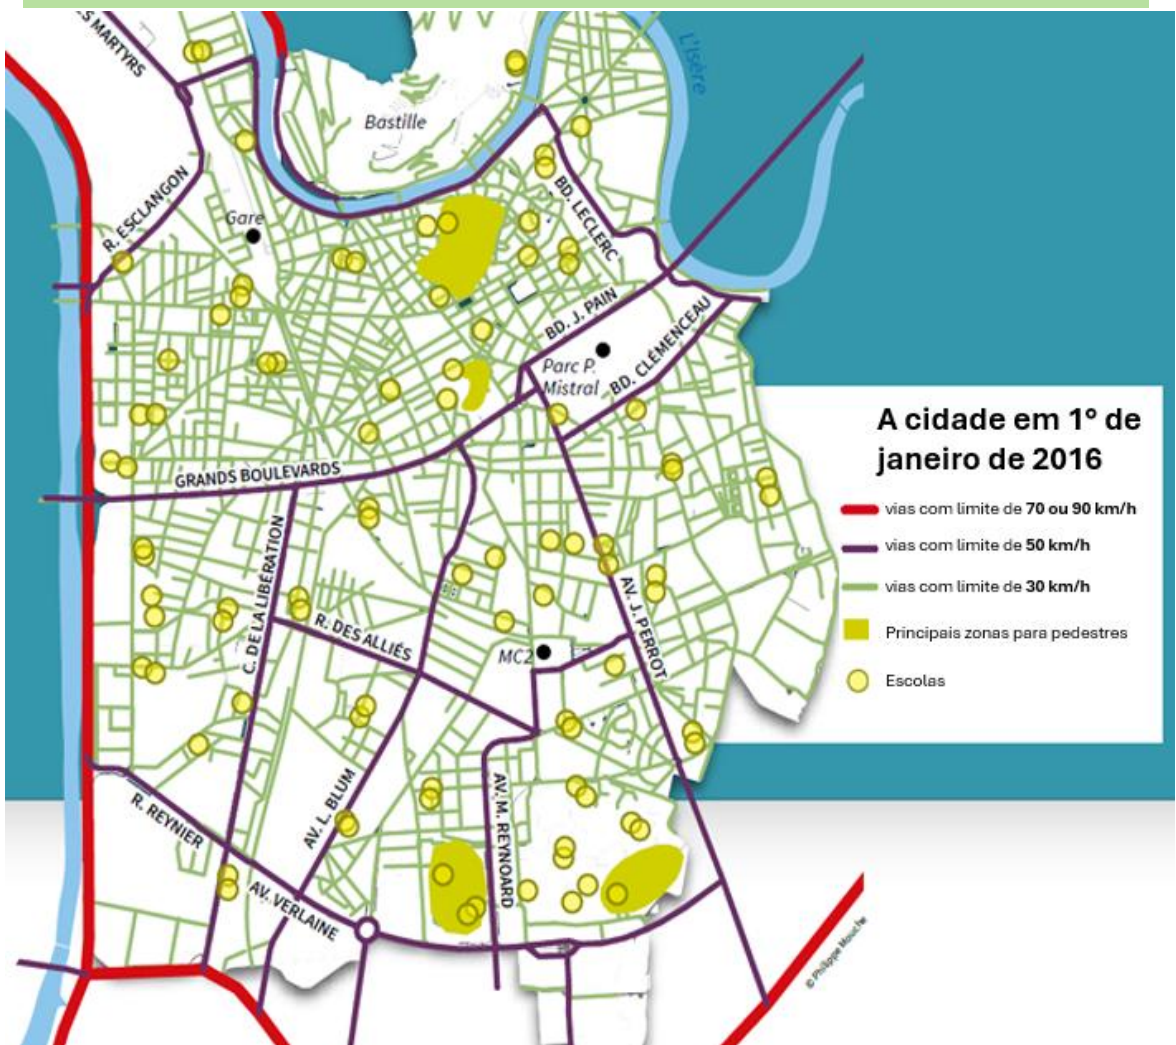 ES MARTYRS
L'Isère
Bastille
R. ESCLANGON
Gare
BD. LECLERC
BD. J. PAIN
BD. CLÉMENCEAU
Parc P.
Mistral
GRANDS BOULEVARDS
C. DE LA LIBÉRATION
R. DES ALLIÉS
AV. J. PERROT
MC2
R. REYNIER
AV. L. BLUM
AV. M. REYNOARD
AV. VERLAINE
A cidade em 1° de
janeiro de 2016
vias com limite de 70 ou 90 km/h
vias com limite de 50 km/h
vias com limite de 30 km/h
Principais zonas para pedestres
Escolas
© Philippe Mouche